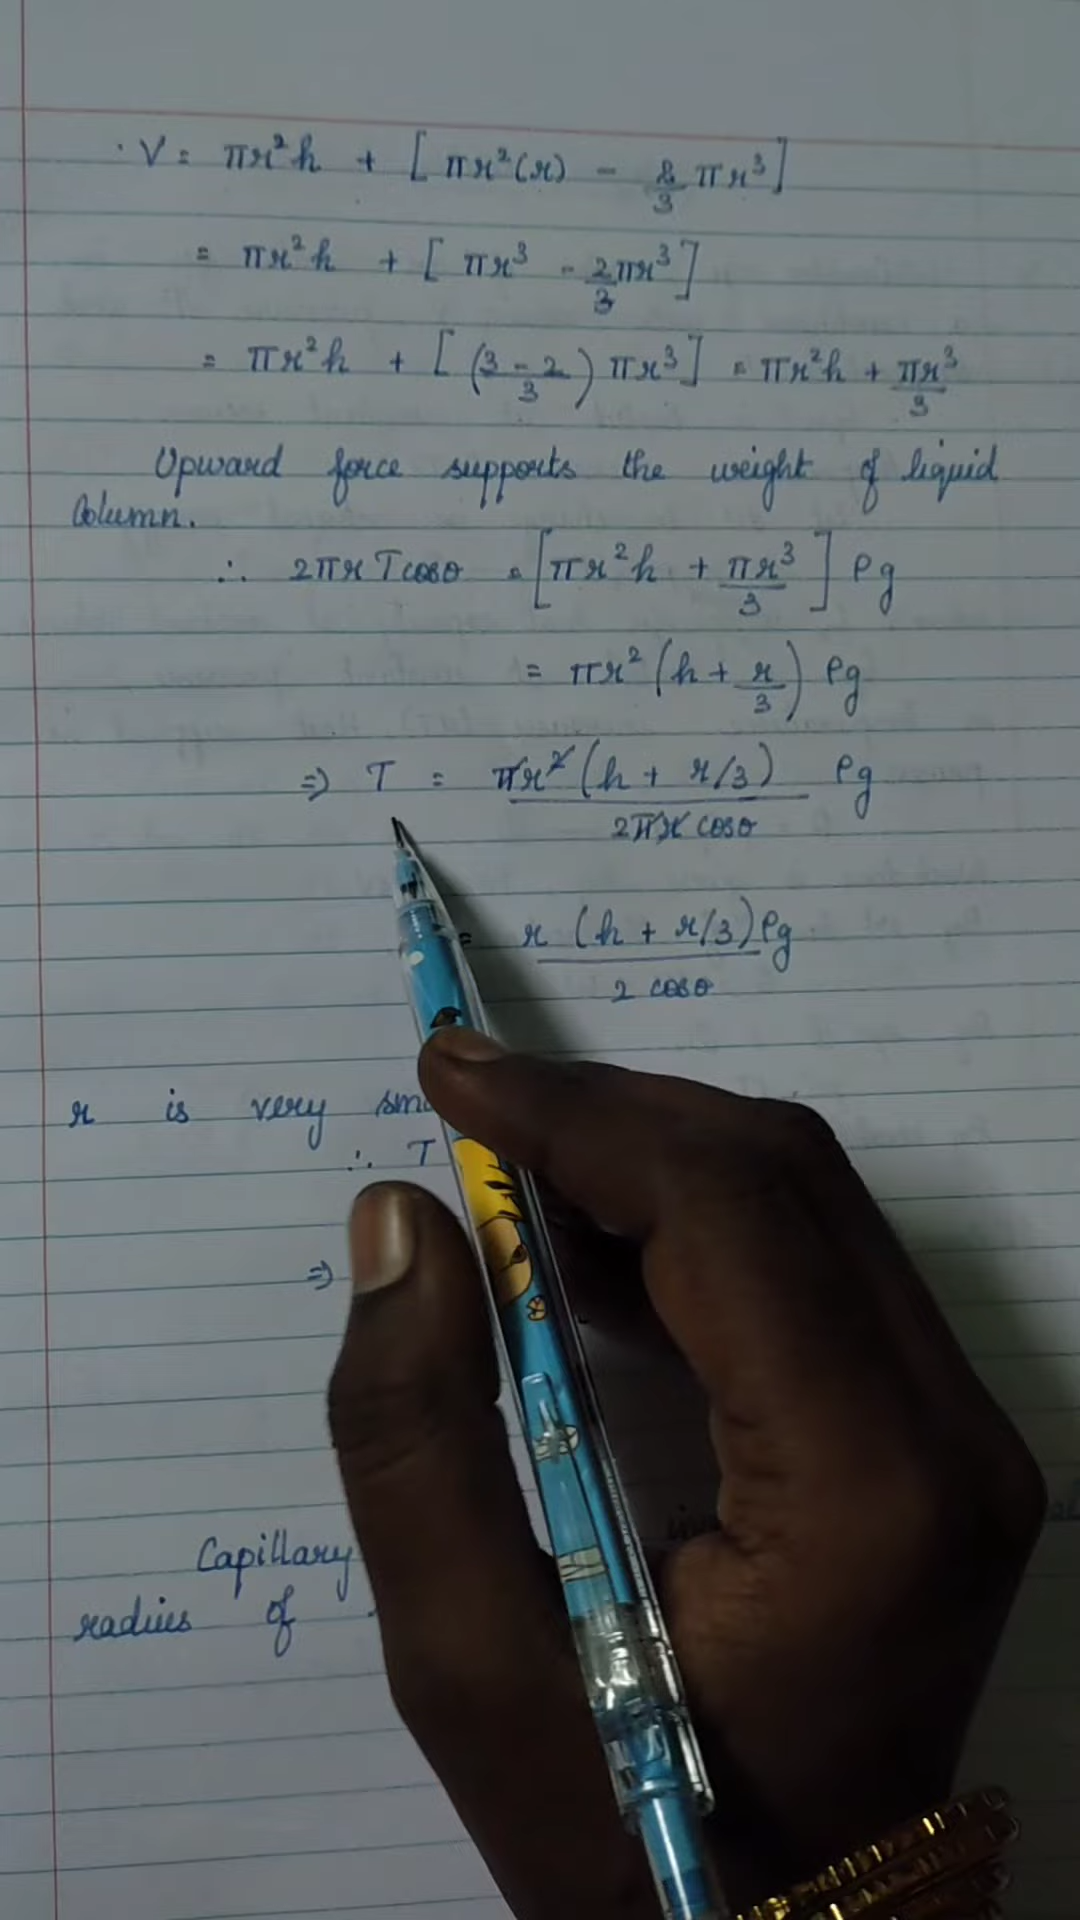 . V = πr²h + [ πr²(r) - 2/3 πr³ ]
= πr²h + [ πr³ - 2/3 πr³ ]
= πr²h + [ (3-2/3) πr³ ] = πr²h + πr³/3
Upward force supports the weight of liquid
Column.
∴ 2πr Tcosθ = [ πr²h + πr³/3 ] ρg
= πr² (h + r/3) ρg
⇒ T = πr² (h + r/3) / 2πr cosθ ρg
= r (h + r/3) ρg / 2 cosθ
r is very
∴ T
⇒
Capillary
radius of